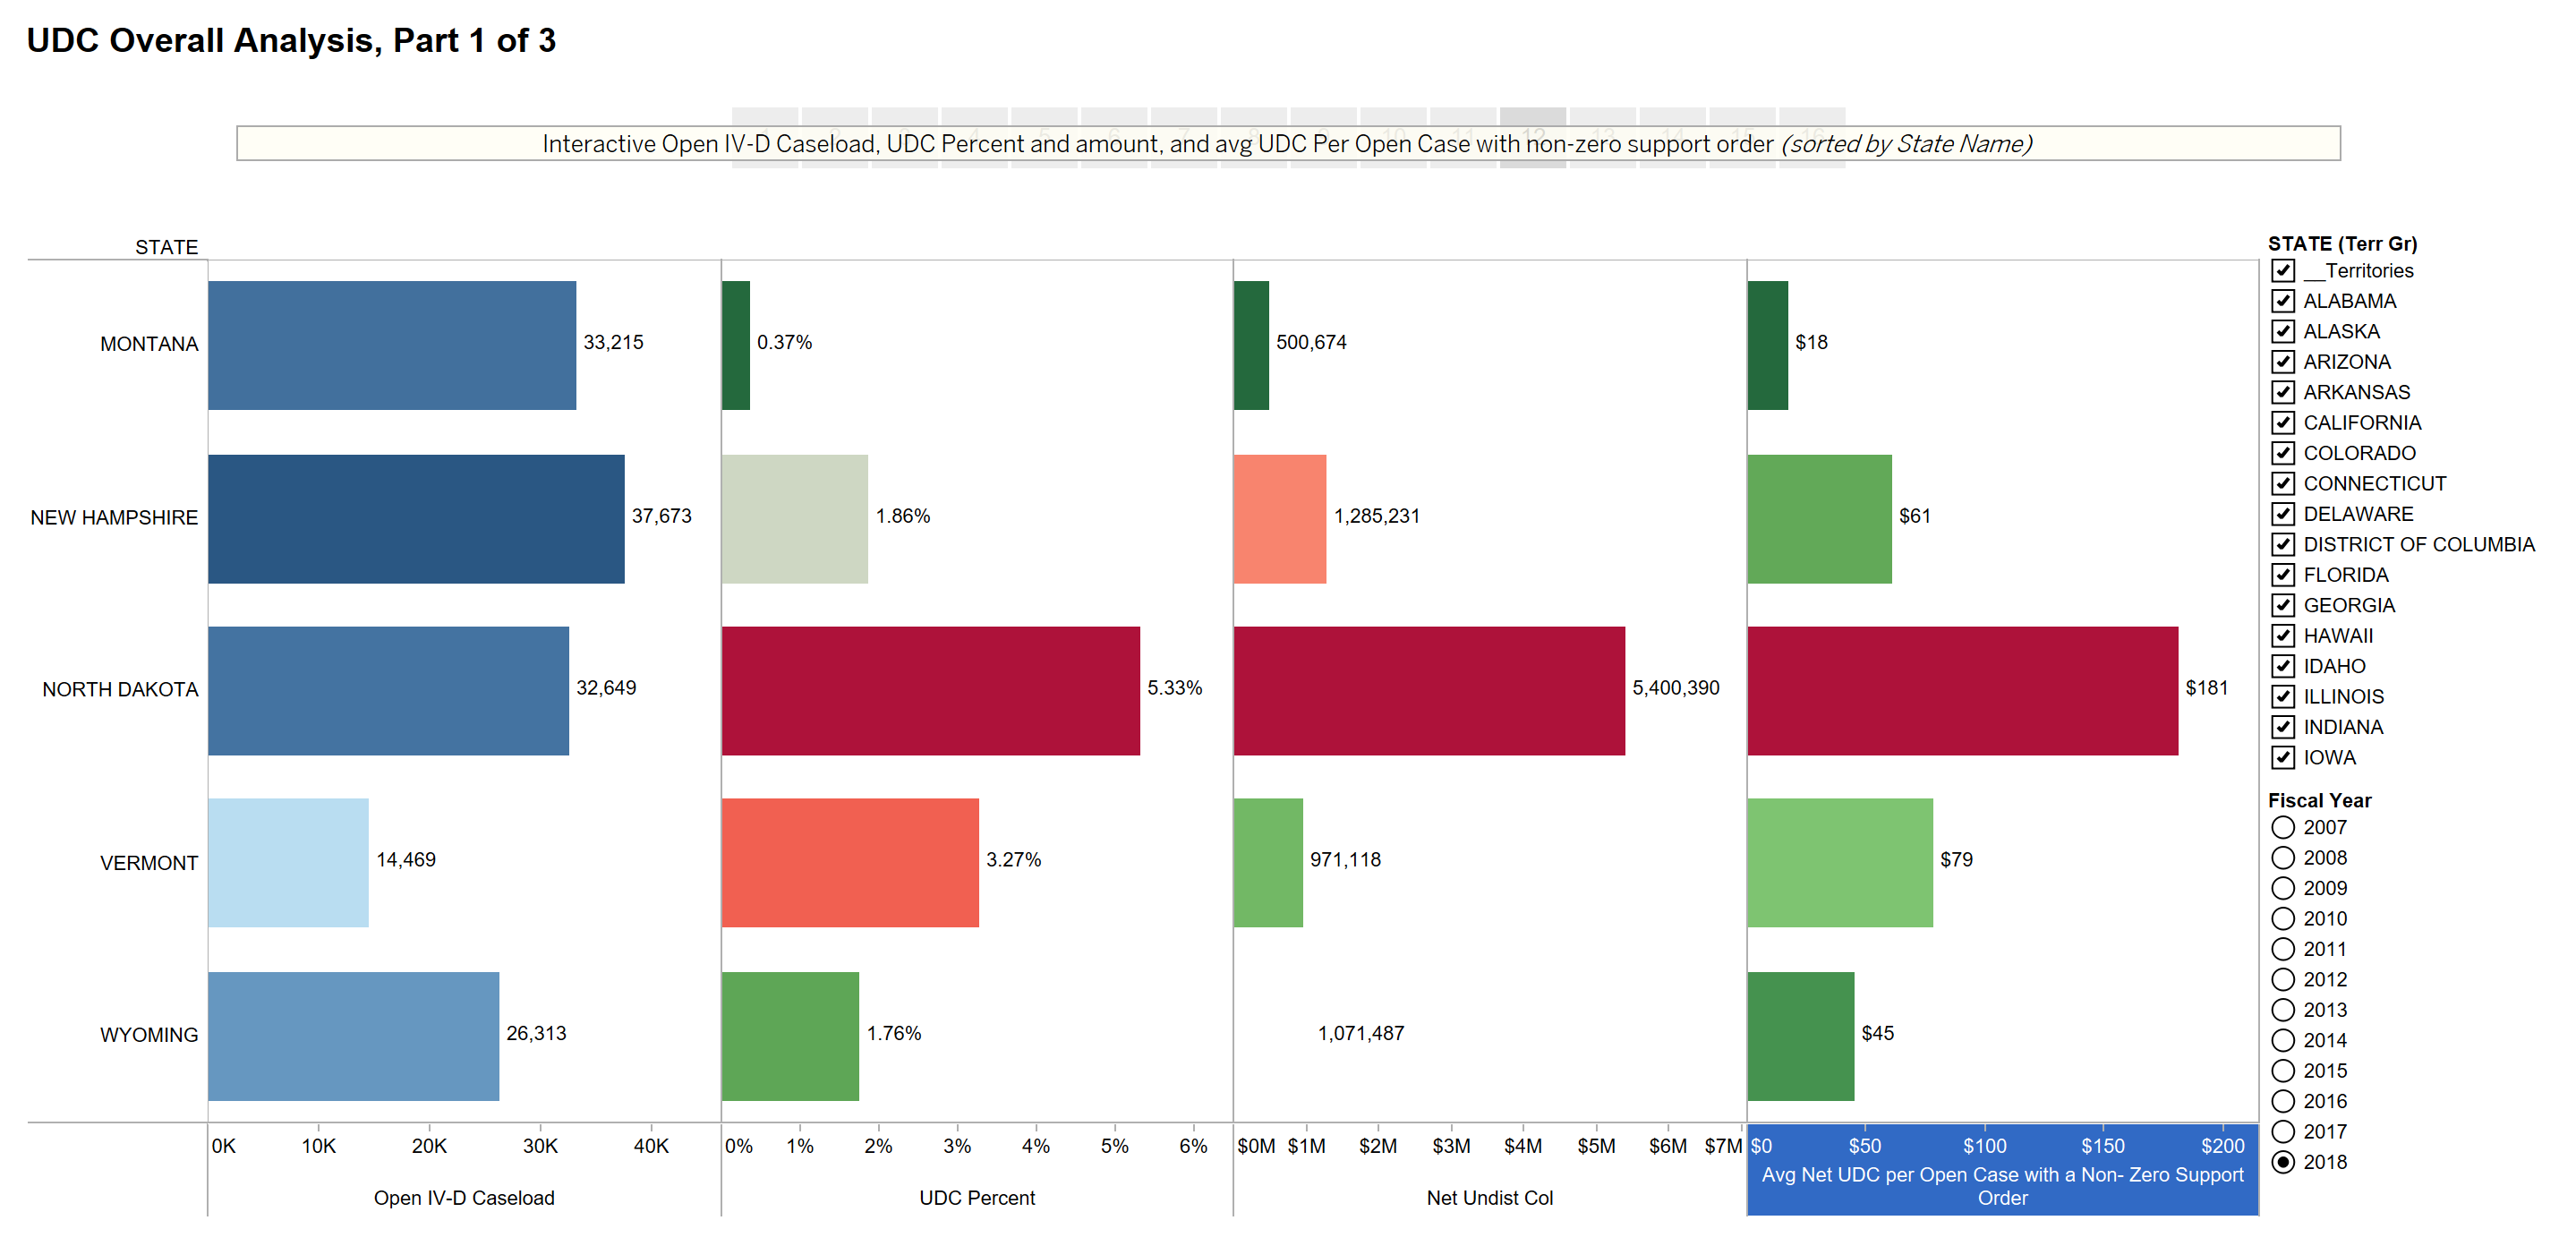 UDC Overall Analysis, Part 1 of 3
12
Interactive Open IV-D Caseload, UDC Percent and amount, and avg UDC Per Open Case with non-zero support order (sorted by State Name)
STATE
MONTANA 33,215 0.37% 500,674 $18
NEW HAMPSHIRE 37,673 1.86% 1,285,231 $61
NORTH DAKOTA 32,649 5.33% 5,400,390 $181
VERMONT 14,469 3.27% 971,118 $79
WYOMING 26,313 1.76% 1,071,487 $45
0K 10K 20K 30K 40K 0% 1% 2% 3% 4% 5% 6% $0M $1M $2M $3M $4M $5M $6M $7M $0 $50 $100 $150 $200
Open IV-D Caseload
UDC Percent
Net Undist Col
Avg Net UDC per Open Case with a Non- Zero Support
Order
STATE (Terr Gr)
__Territories
ALABAMA
ALASKA
ARIZONA
ARKANSAS
CALIFORNIA
COLORADO
CONNECTICUT
DELAWARE
DISTRICT OF COLUMBIA
FLORIDA
GEORGIA
HAWAII
IDAHO
ILLINOIS
INDIANA
IOWA
Fiscal Year
2007
2008
2009
2010
2011
2012
2013
2014
2015
2016
2017
2018